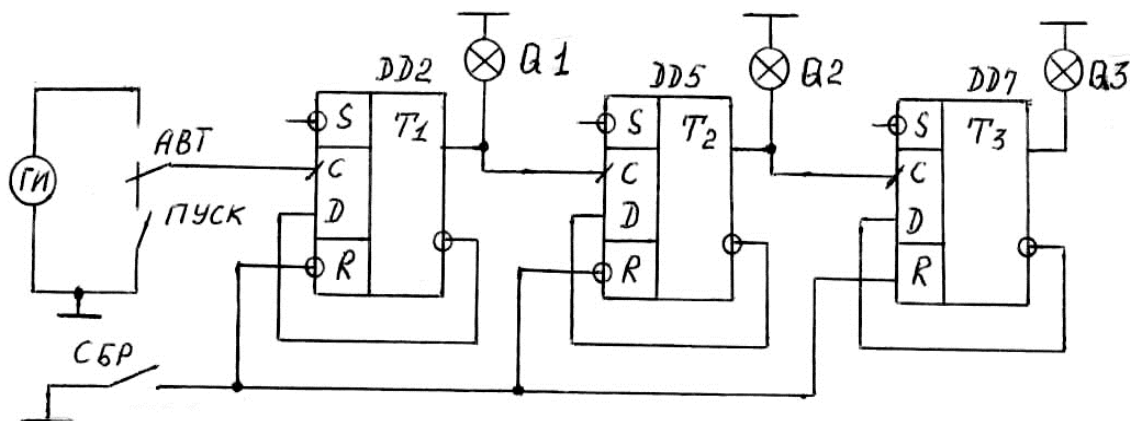 DD2 Q1 DD5 Q2 DD7 Q3
S T1 S T2 S T3
АВТ
ГИ C C C
ПУСК D D D
R R R
СБР